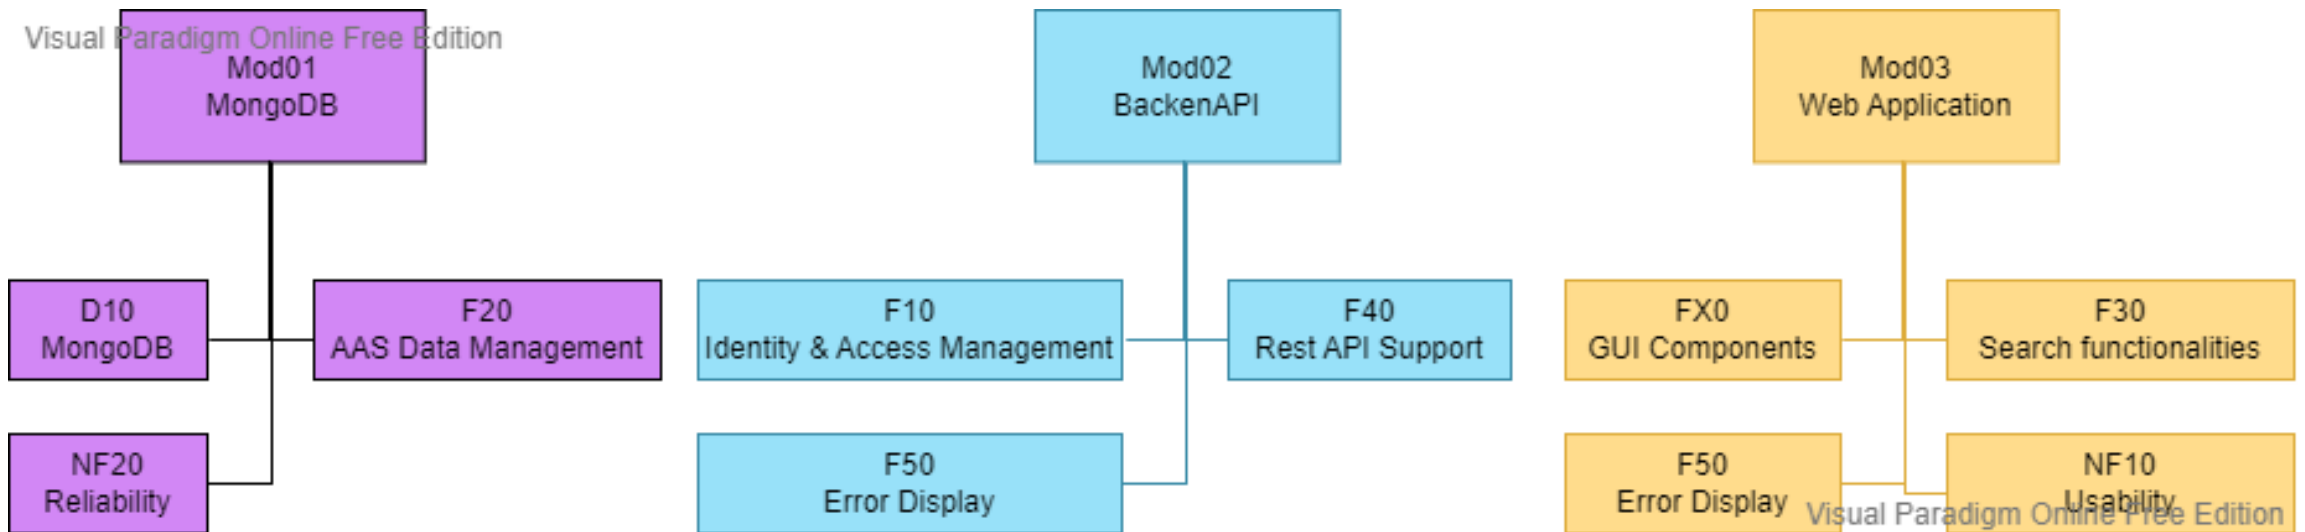 Visual Paradigm Online Free Edition
Mod01
MongoDB
Mod02
BackenAPI
Mod03
Web Application
D10
MongoDB
F20
AAS Data Management
F10
Identity & Access Management
F40
Rest API Support
FX0
GUI Components
F30
Search functionalities
NF20
Reliability
F50
Error Display
F50
Error Display
NF10
Usability
Visual Paradigm Online Free Edition